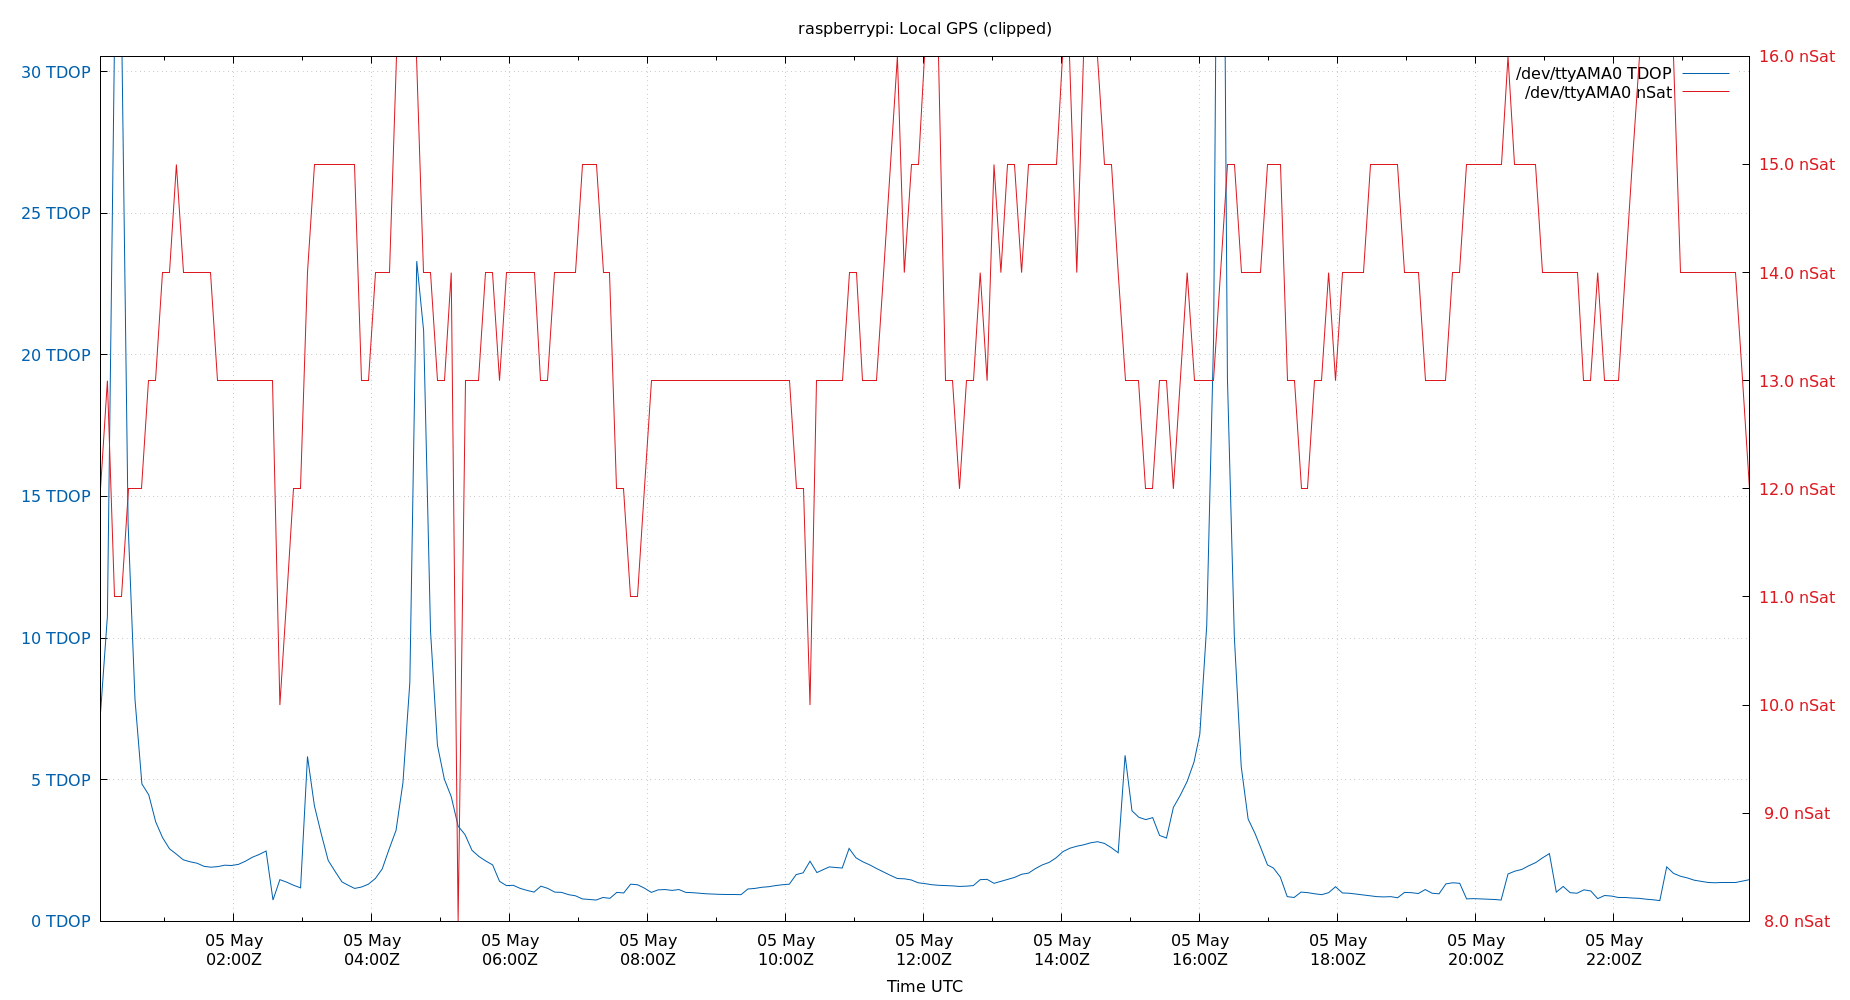 raspberrypi: Local GPS (clipped)
30 TDOP
25 TDOP
20 TDOP
15 TDOP
10 TDOP
5 TDOP
0 TDOP
/dev/ttyAMA0 TDOP
/dev/ttyAMA0 nSat
16.0 nSat
15.0 nSat
14.0 nSat
13.0 nSat
12.0 nSat
11.0 nSat
10.0 nSat
9.0 nSat
8.0 nSat
05 May
02:00Z
05 May
04:00Z
05 May
06:00Z
05 May
08:00Z
05 May
10:00Z
05 May
12:00Z
05 May
14:00Z
05 May
16:00Z
05 May
18:00Z
05 May
20:00Z
05 May
22:00Z
Time UTC